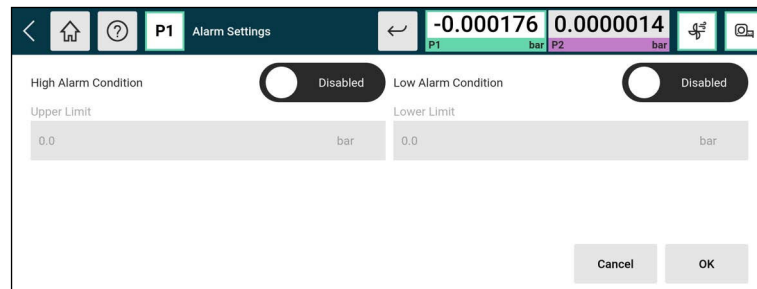 P1 Alarm Settings -0.000176 0.0000014
P1 bar P2 bar
High Alarm Condition Disabled Low Alarm Condition Disabled
Upper Limit Lower Limit
0.0 bar 0.0 bar
Cancel OK